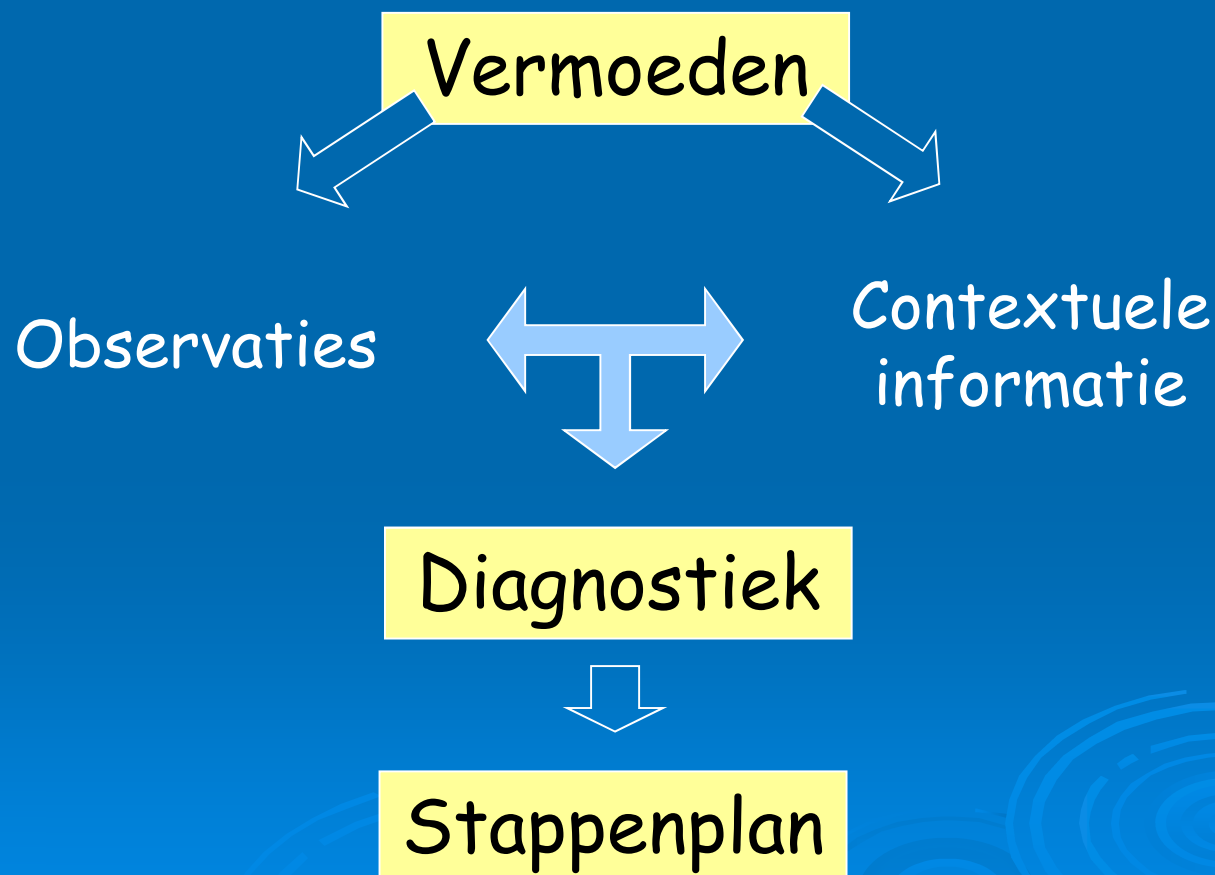 Vermoeden
Observaties
Contextuele
informatie
Diagnostiek
Stappenplan